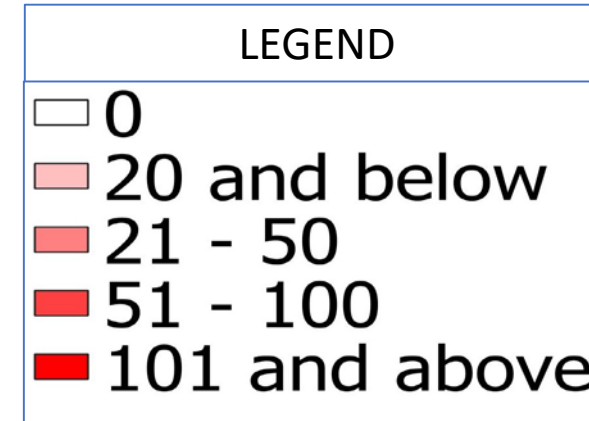 LEGEND
0
20 and below
21 - 50
51 - 100
101 and above